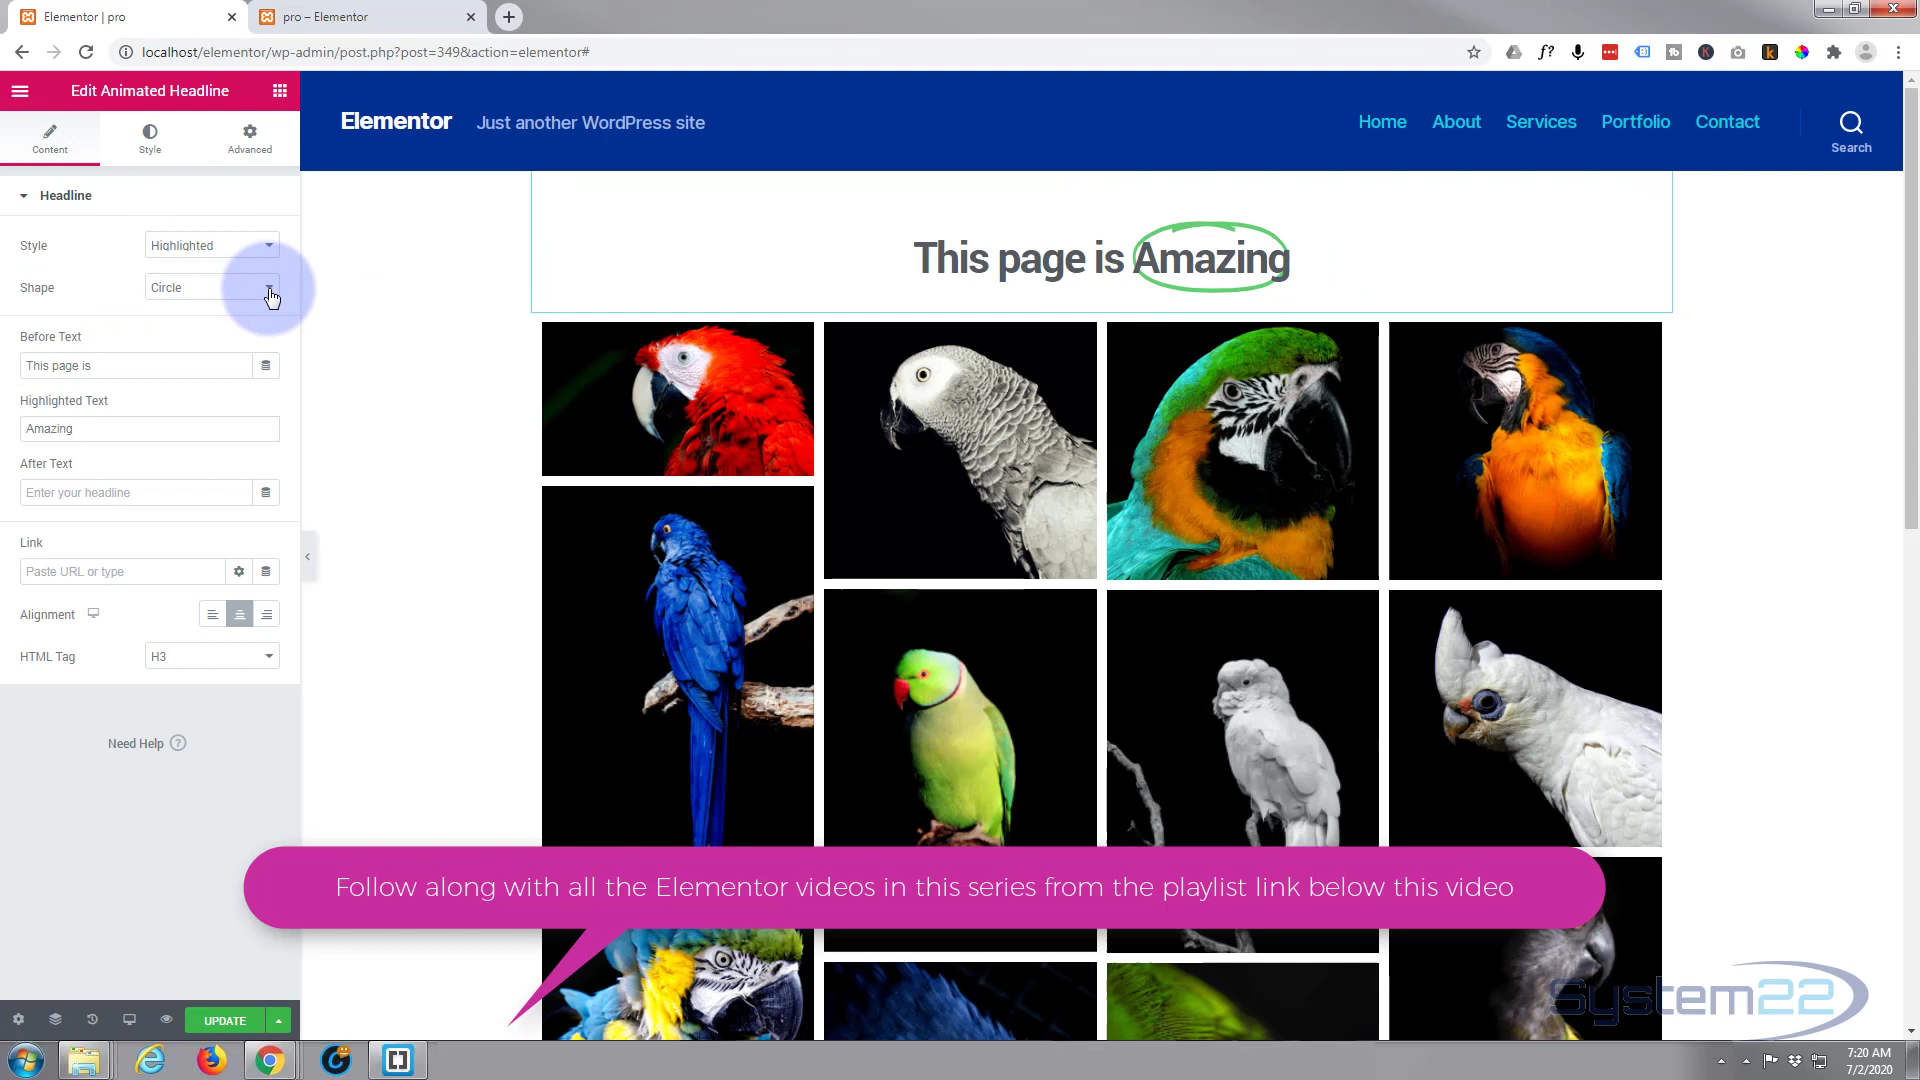 Elementor | pro
pro – Elementor
localhost/elementor/wp-admin/post.php?post=349&action=elementor#
Edit Animated Headline
Content
Style
Advanced
Headline
Style
Highlighted
Shape
Circle
Before Text
This page is
Highlighted Text
Amazing
After Text
Enter your headline
Link
Paste URL or type
Alignment
HTML Tag
H3
Need Help ?
UPDATE
Elementor
Just another WordPress site
Home
About
Services
Portfolio
Contact
Search
This page is Amazing
Follow along with all the Elementor videos in this series from the playlist link below this video
System22
7:20 AM
7/2/2020